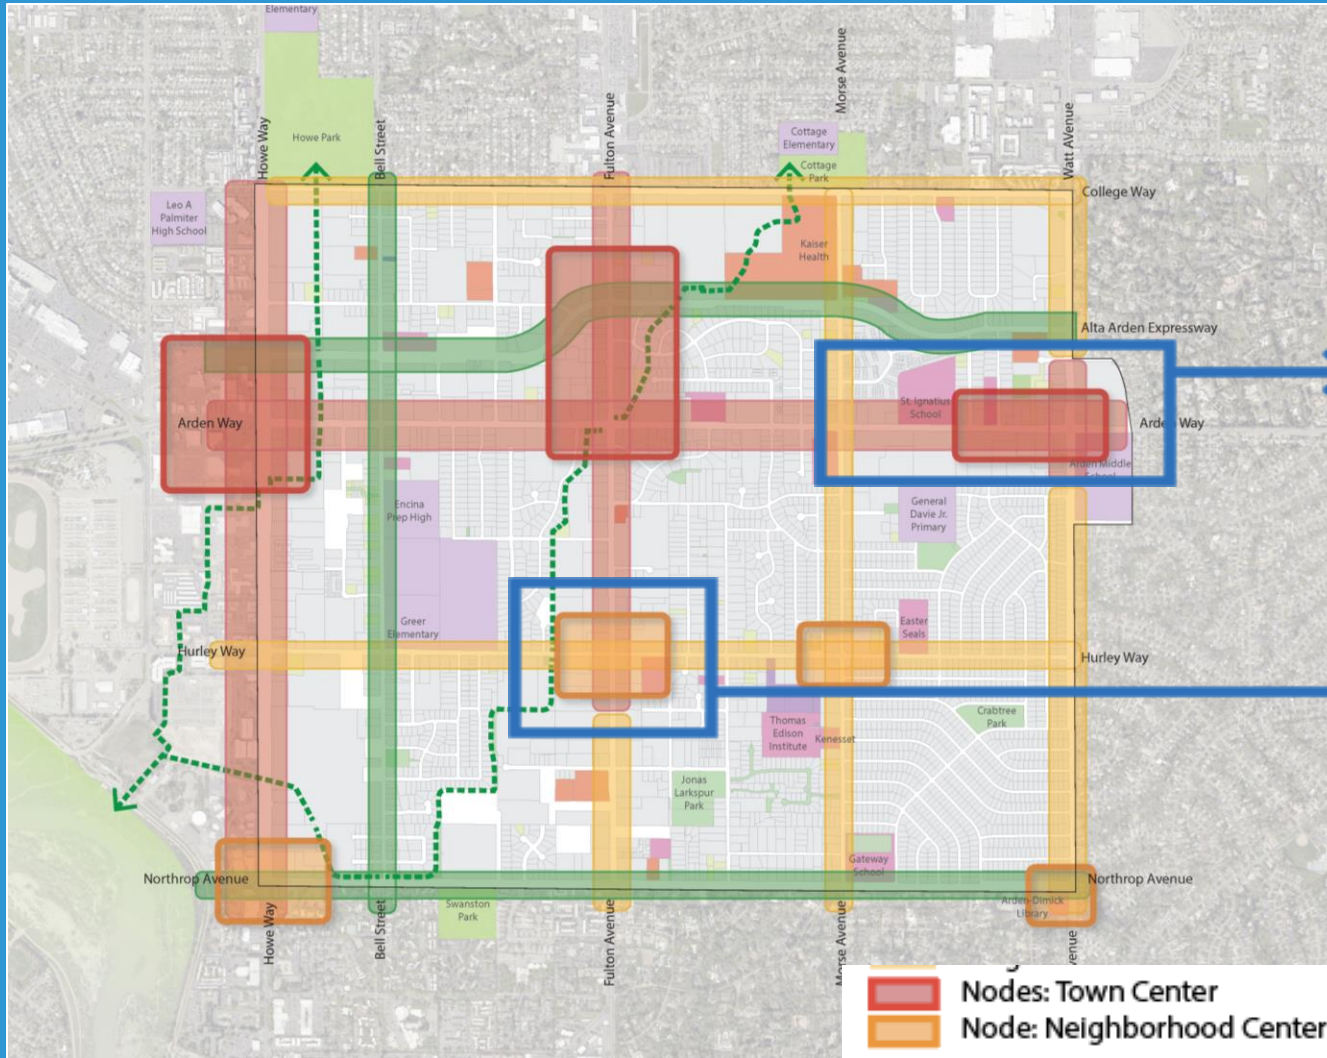 Elementary
Howe Park
Howe Way
Bell Street
Fulton Avenue
Morse Avenue
Watt Avenue
Cottage
Elementary
Cottage
Park
College Way
Leo A
Palmiter
High School
Kaiser
Health
Alta Arden Expressway
St. Ignatius
School
Arden Way
Arden Way
Arden Middle
School
Encina
Prep High
General
Davie Jr.
Primary
Greer
Elementary
Easter
Seals
Hurley Way
Hurley Way
Crabtree
Park
Thomas
Edison
Institute
Kenesset
Jonas
Larkspur
Park
Gateway
School
Northrop Avenue
Northrop Avenue
Swanston
Park
Arden-Dimick
Library
Howe Way
Bell Street
Fulton Avenue
Morse Avenue
venue
Nodes: Town Center
Node: Neighborhood Center